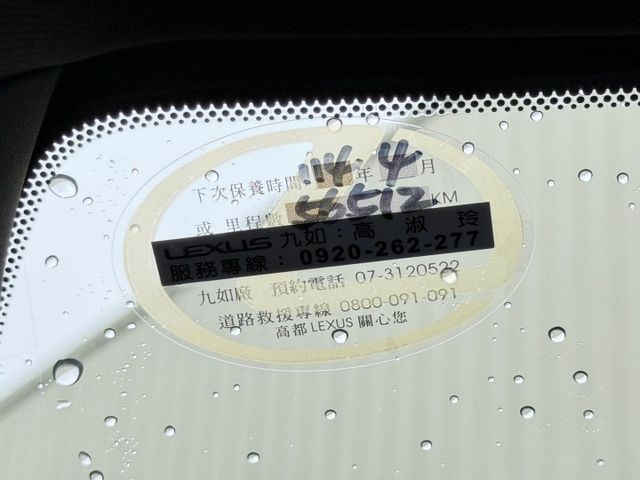 下次保養時間 114 年 4 月
或里程數 56512 KM
LEXUS 九如：高 淑 玲
服務專線：0920-262-277
九如廠 預約電話 07-3120522
道路救援專線 0800-091-091
高都 LEXUS 關心您